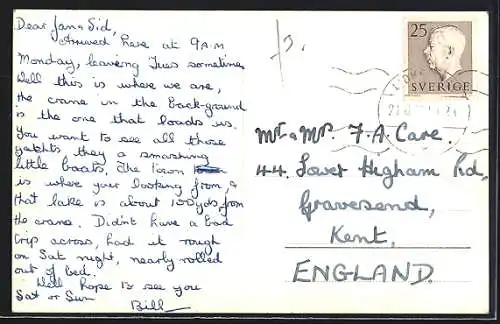 Dear Jan & Sid,
Arrived here at 9 A.M
Monday, leaving Tues sometime,
Well this is where we are,
the crane in the back-ground
is the one that loads us.
You want to see all those
yachts they a smashing
little boats. The
is where your looking from, &
that lake is about 100yds from
the crane. Didn't have a bad
trip across, had it rough
on Sat night, nearly rolled
out of bed.
Well hope to see you
Sat or Sun
Bill
25
SVERIGE
Mr & Mrs F. A. Care.
44. Lower Higham Rd,
Gravesend,
Kent,
ENGLAND.